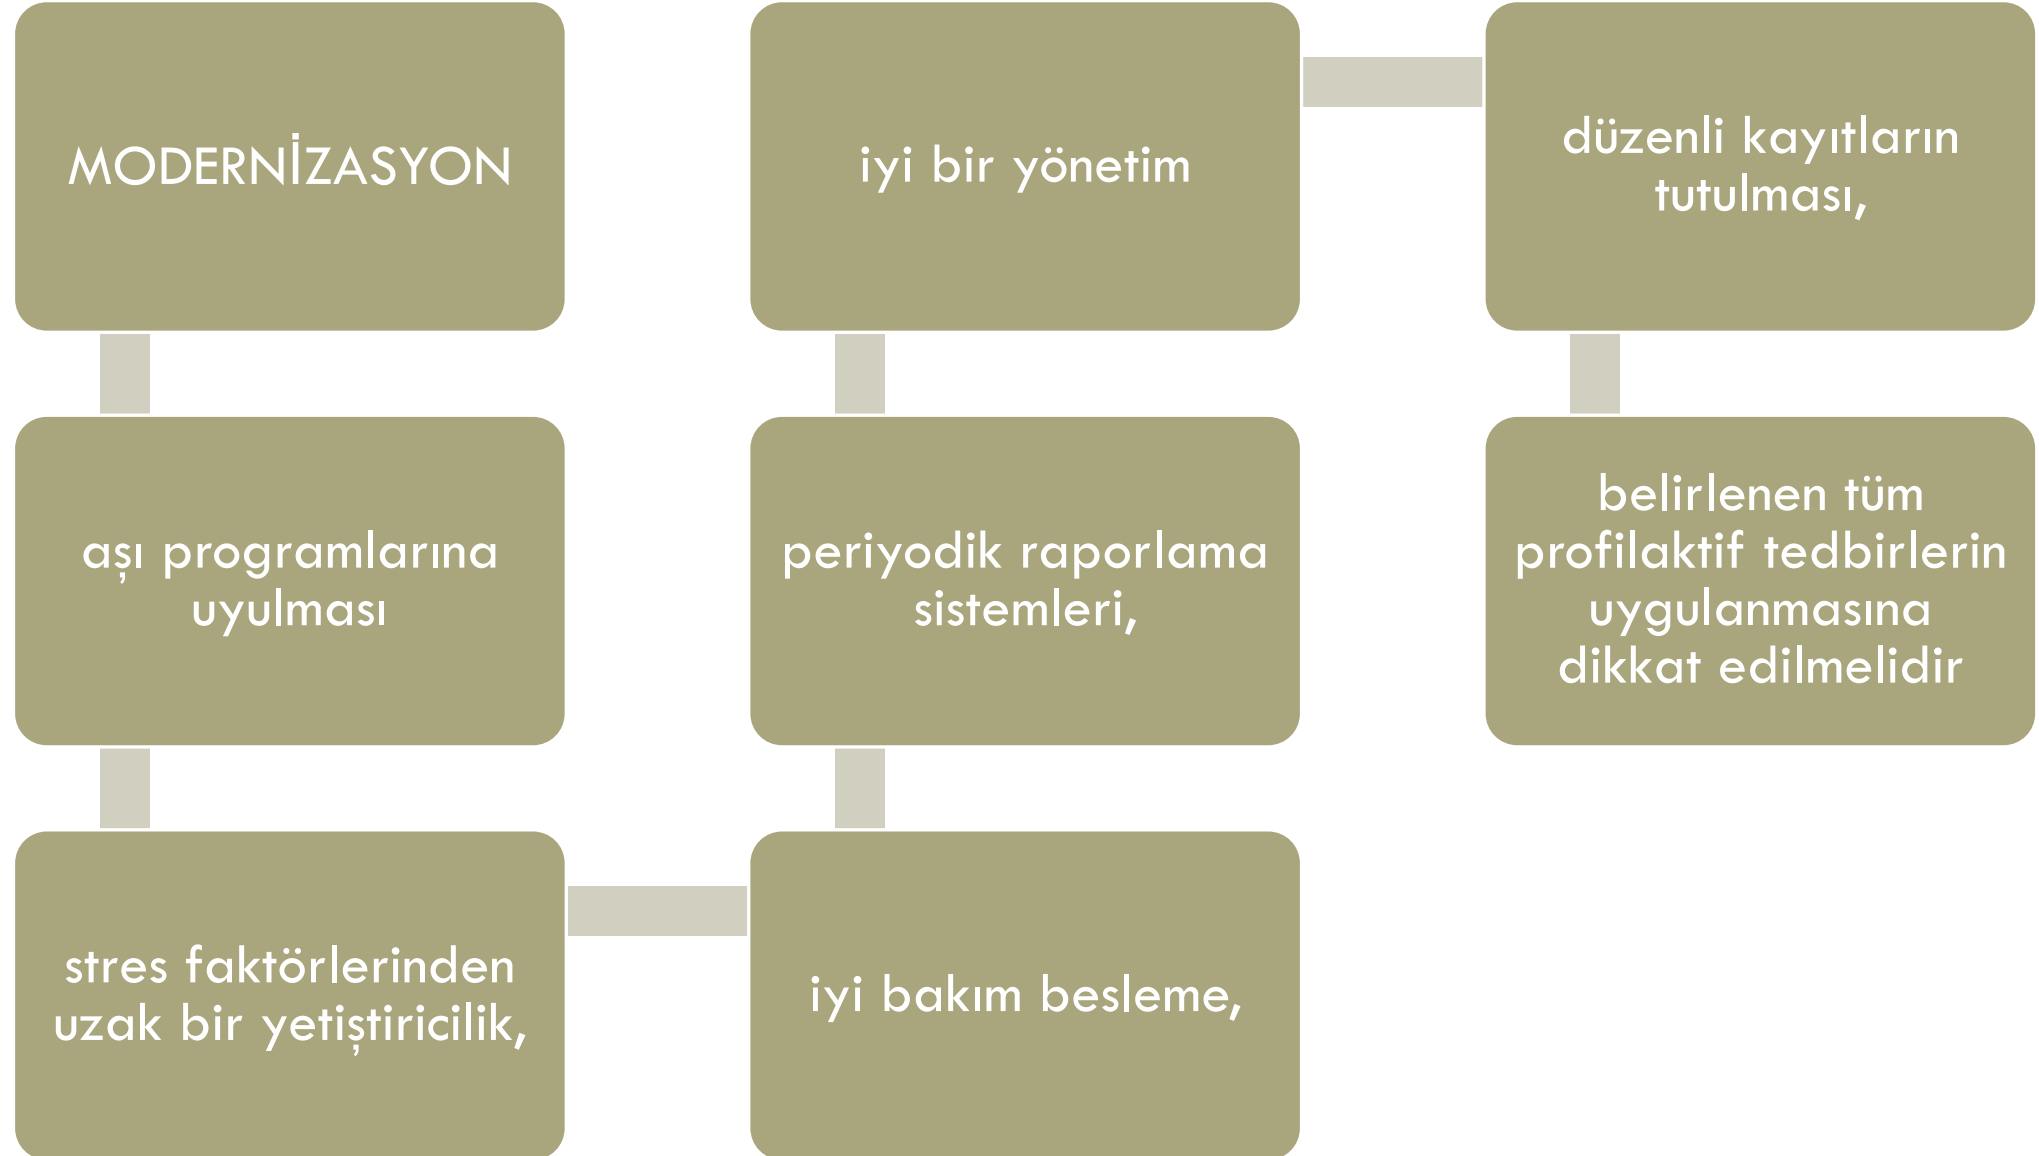 MODERNİZASYON
aşı programlarına
uyulması
stres faktörlerinden
uzak bir yetiştiricilik,
iyi bakım besleme,
periyodik raporlama
sistemleri,
iyi bir yönetim
düzenli kayıtların
tutulması,
belirlenen tüm
profilaktif tedbirlerin
uygulanmasına
dikkat edilmelidir